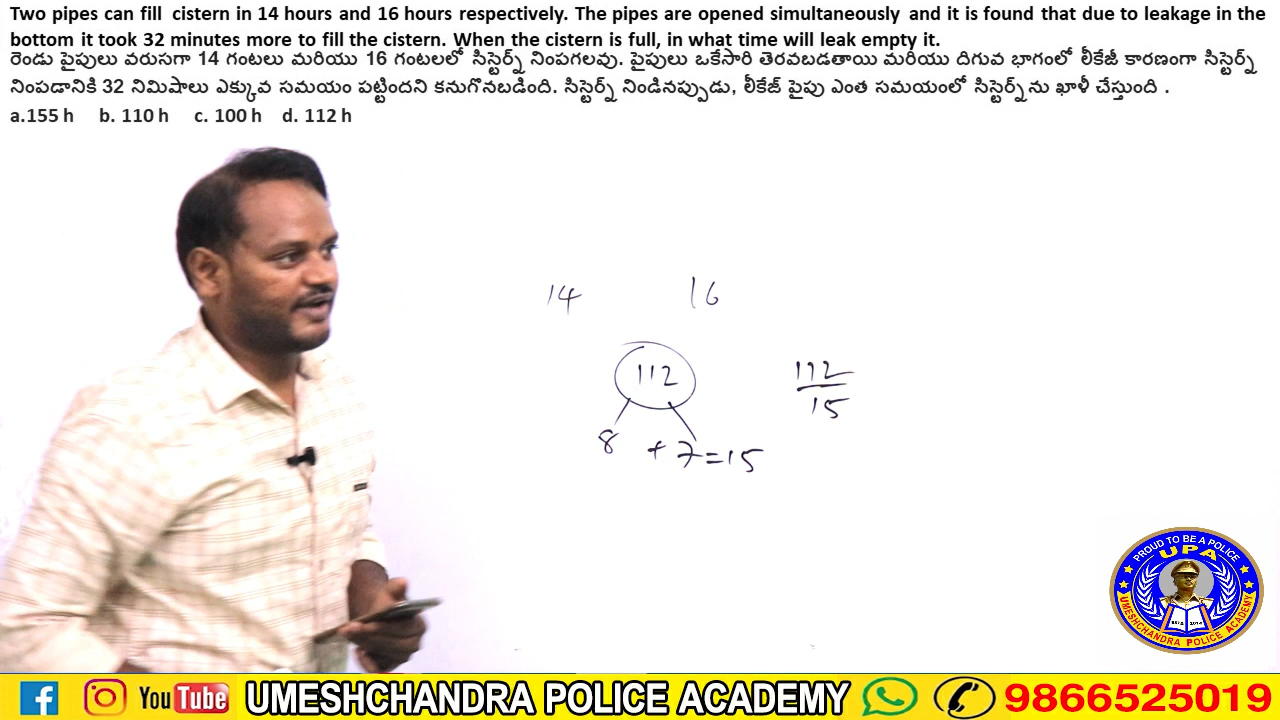 Two pipes can fill cistern in 14 hours and 16 hours respectively. The pipes are opened simultaneously and it is found that due to leakage in the
bottom it took 32 minutes more to fill the cistern. When the cistern is full, in what time will leak empty it.
రెండు పైపులు వరుసగా 14 గంటలు మరియు 16 గంటలలో సిస్టెర్న్ నింపగలవు. పైపులు ఒకేసారి తెరవబడతాయి మరియు దిగువ భాగంలో లీకేజీ కారణంగా సిస్టెర్న్
నింపడానికి 32 నిమిషాలు ఎక్కువ సమయం పట్టిందని కనుగొనబడింది. సిస్టెర్న్ నిండినప్పుడు, లీకేజ్ పైపు ఎంత సమయంలో సిస్టెర్న్‌ను ఖాళీ చేస్తుంది .
a.155 h b. 110 h c. 100 h d. 112 h
14 16
112
8 + 7 = 15
112
15
PROUD TO BE A POLICE
UPA
UMESHCHANDRA POLICE ACADEMY
You Tube UMESHCHANDRA POLICE ACADEMY 9866525019